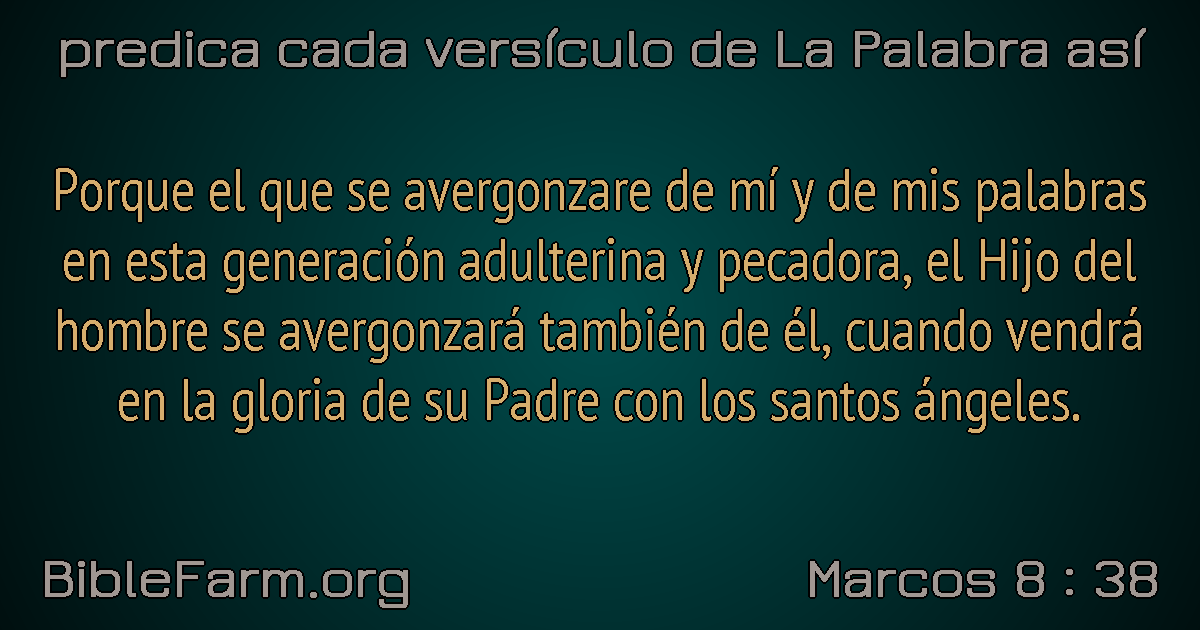 predica cada versículo de La Palabra así
Porque el que se avergonzare de mí y de mis palabras
en esta generación adulterina y pecadora, el Hijo del
hombre se avergonzará también de él, cuando vendrá
en la gloria de su Padre con los santos ángeles.
BibleFarm.org
Marcos 8 : 38